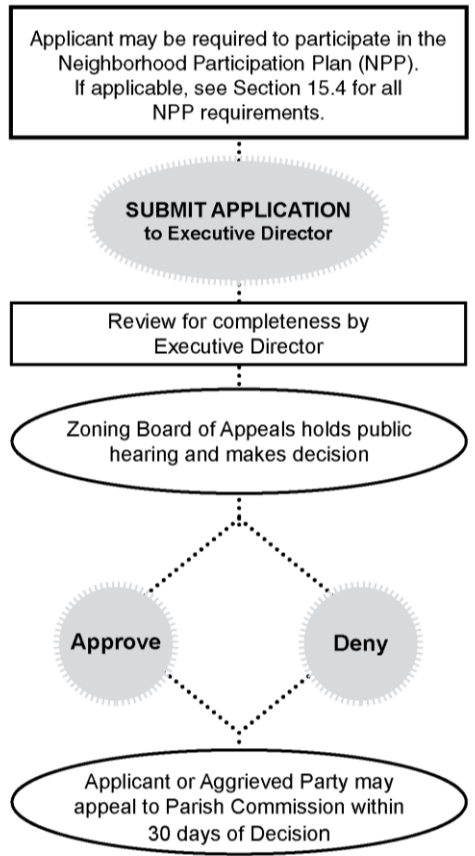 Applicant may be required to participate in the
Neighborhood Participation Plan (NPP).
If applicable, see Section 15.4 for all
NPP requirements.
SUBMIT APPLICATION
to Executive Director
Review for completeness by
Executive Director
Zoning Board of Appeals holds public
hearing and makes decision
Approve
Deny
Applicant or Aggrieved Party may
appeal to Parish Commission within
30 days of Decision